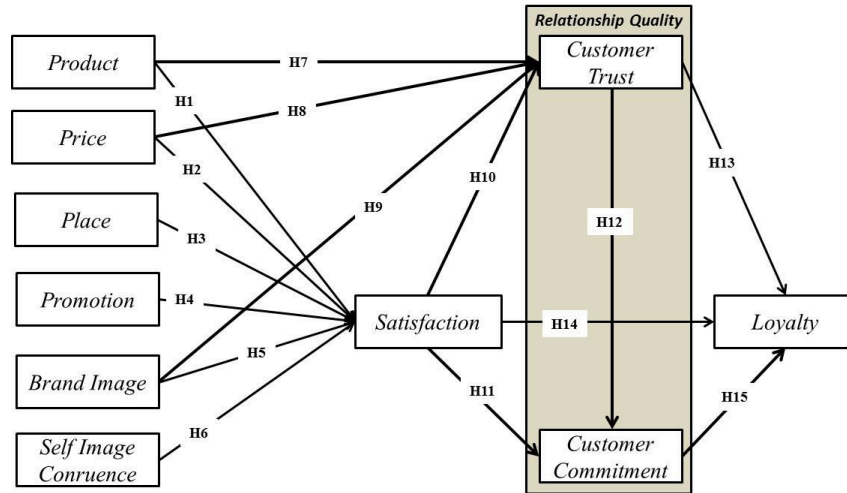 Relationship Quality
Product
H7
Customer
Trust
H1
H8
Price
H2
H13
H10
H9
Place
H3
H12
Promotion
H4
Satisfaction
H14
Loyalty
Brand Image
H5
H11
H15
H6
Self Image
Conruence
Customer
Commitment